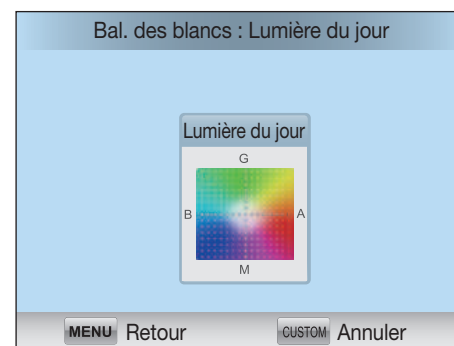 Bal. des blancs : Lumière du jour
Lumière du jour
G
B A
M
MENU Retour CUSTOM Annuler